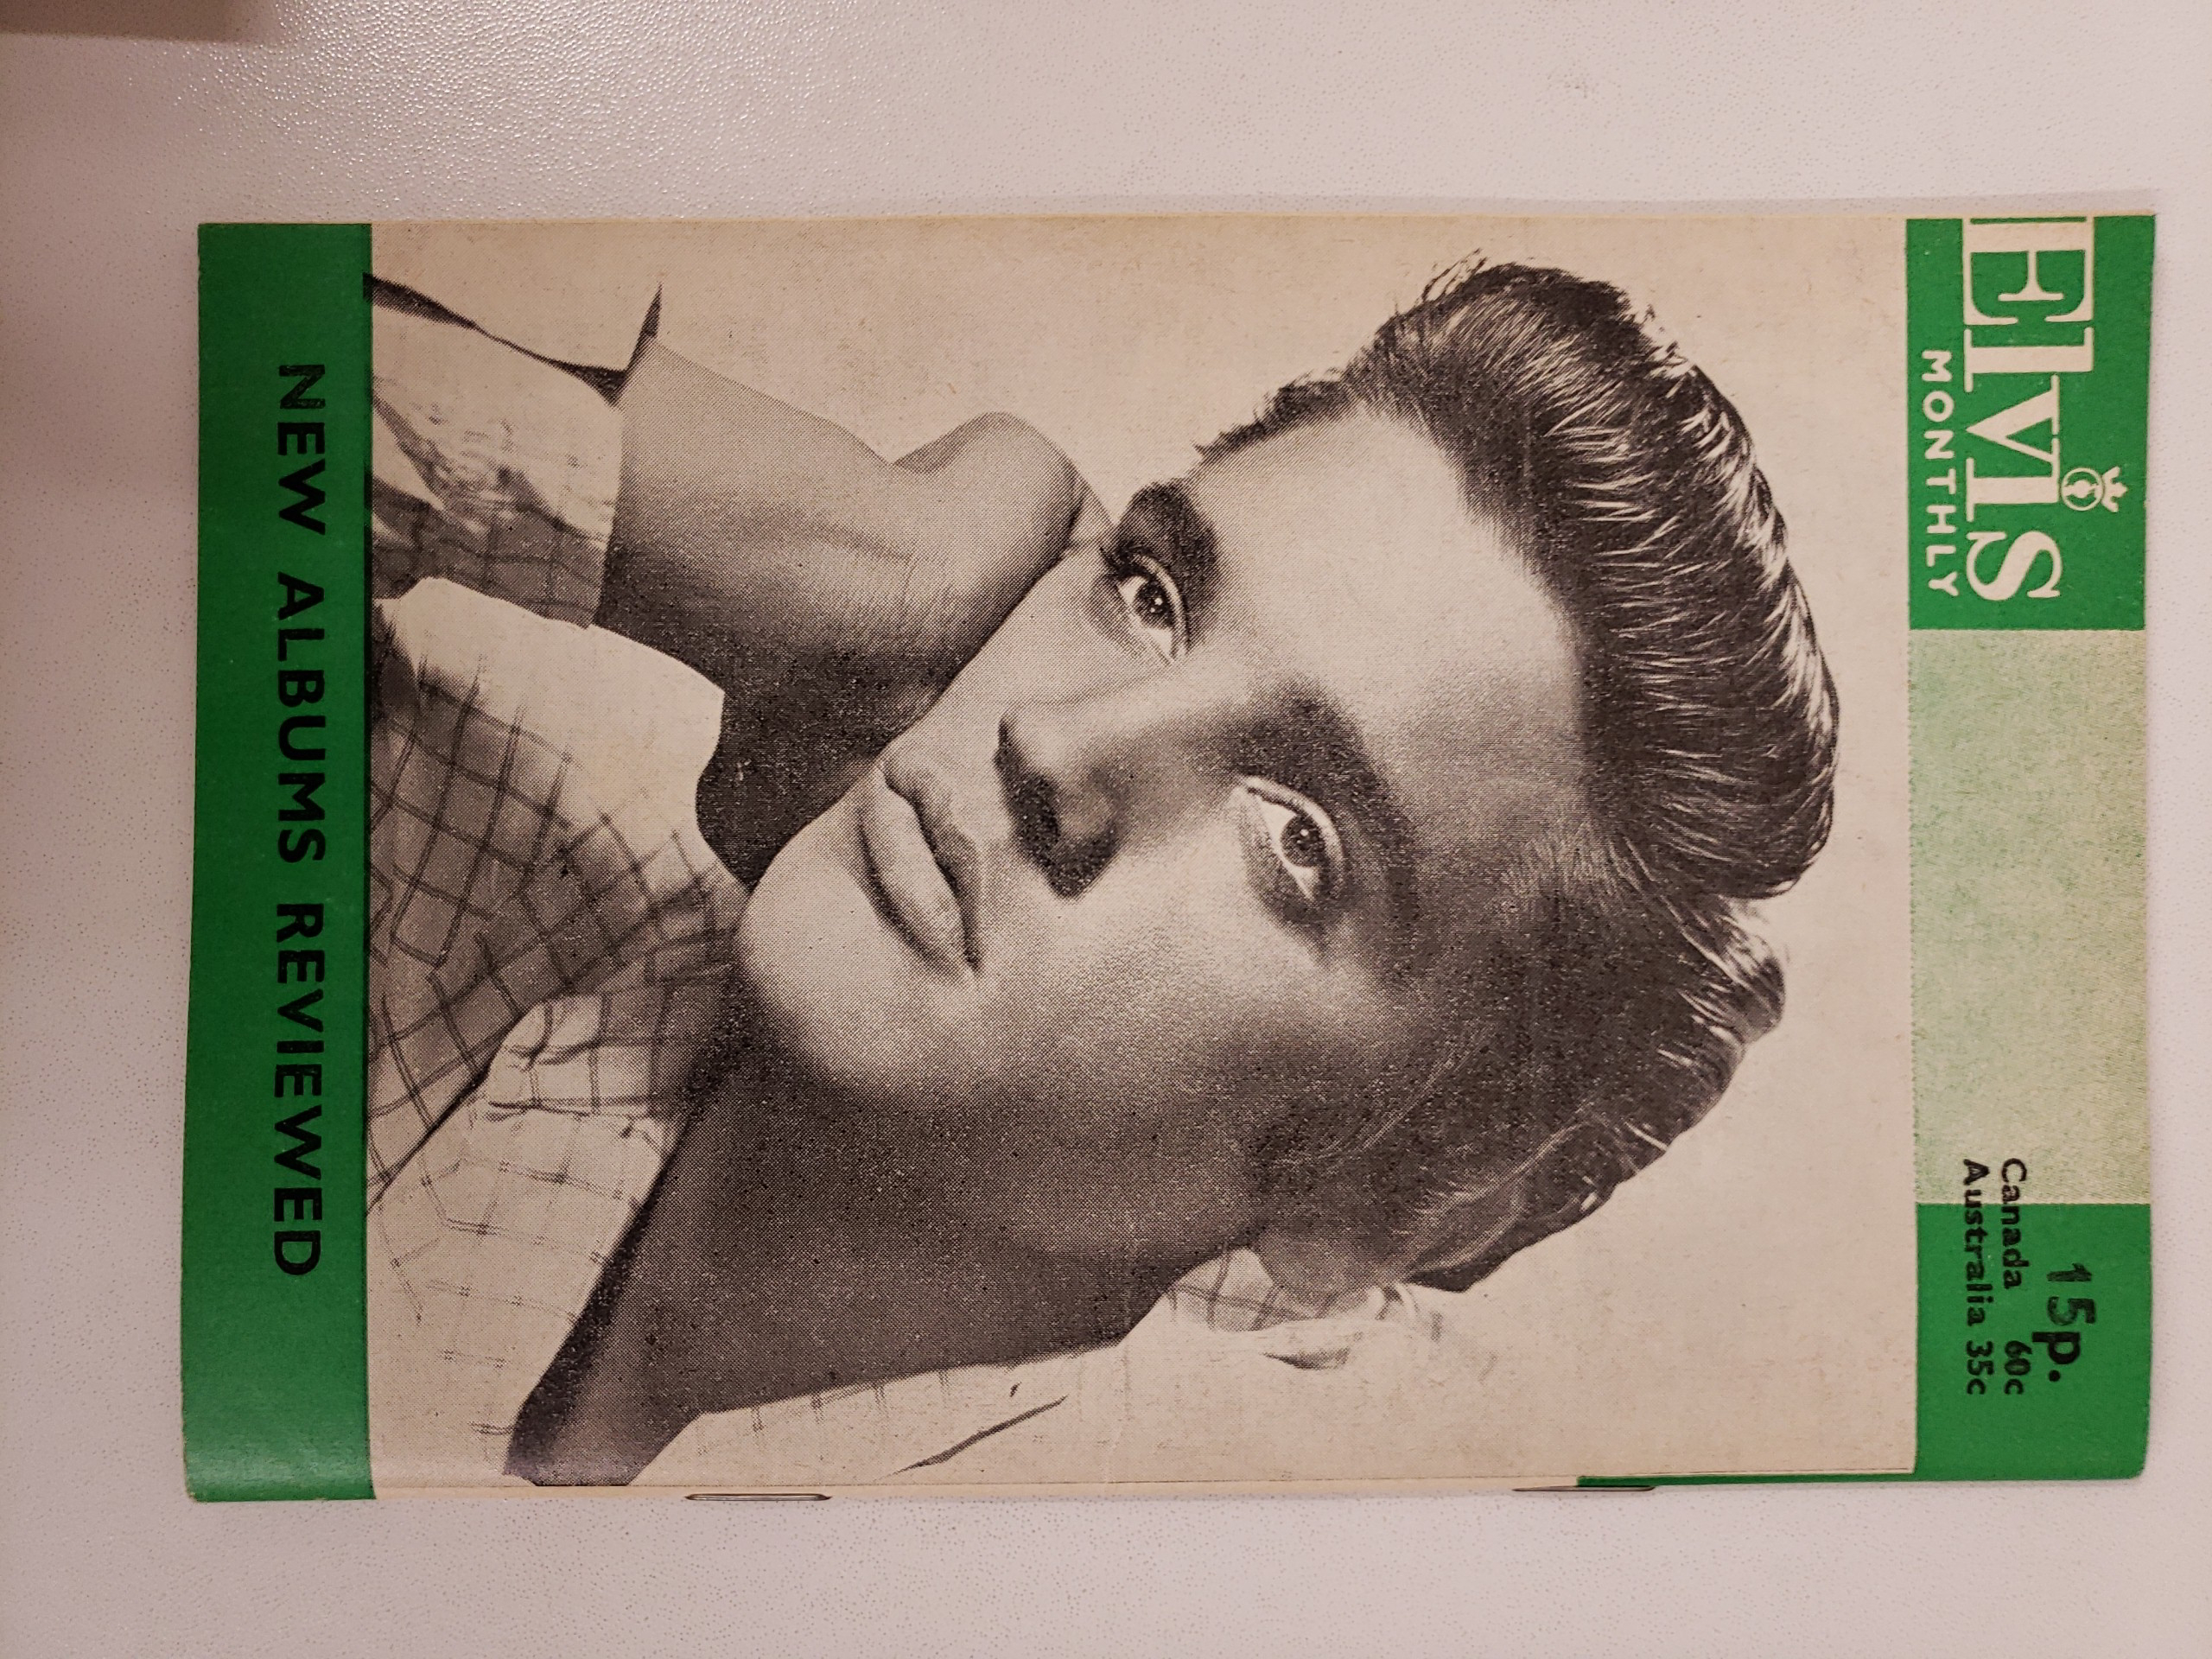 ELVIS
MONTHLY
15p.
Canada 60c
Australia 35c
NEW ALBUMS REVIEWED